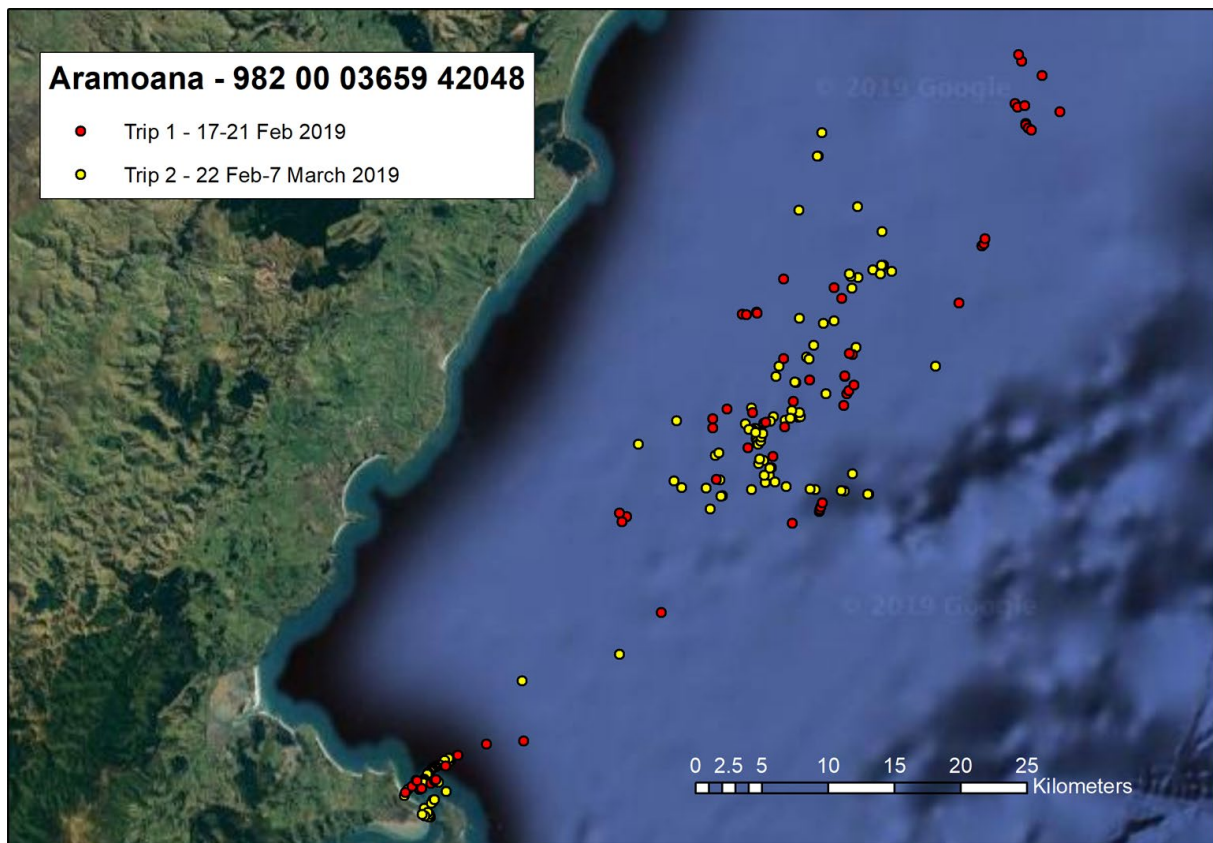 Aramoana - 982 00 03659 42048
Trip 1 - 17-21 Feb 2019
Trip 2 - 22 Feb-7 March 2019
© 2019 Google
© 2019 Google
0 2.5 5 10 15 20 25
Kilometers